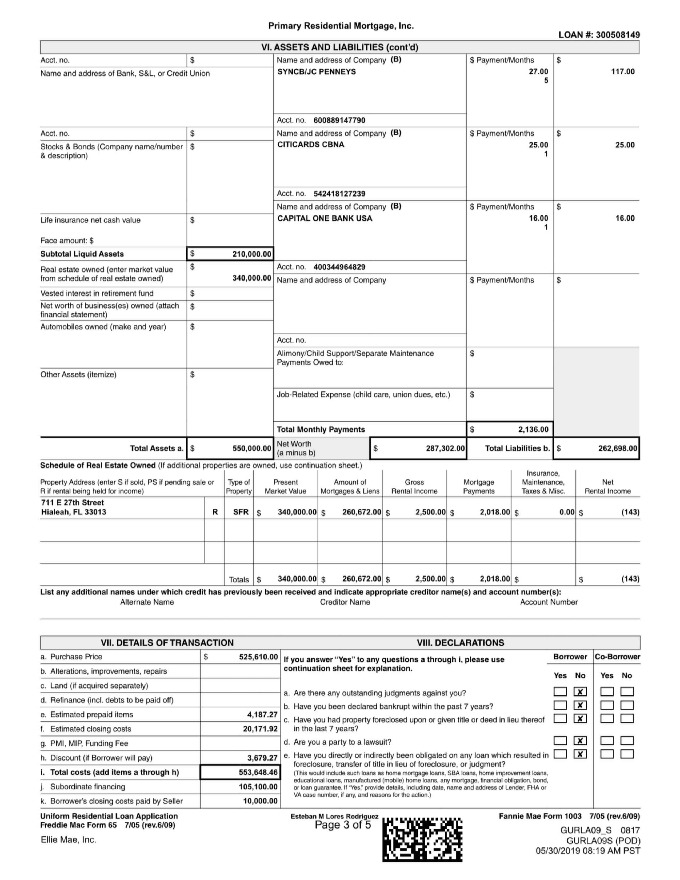 Primary Residential Mortgage, Inc.
LOAN #: 300508149
VI. ASSETS AND LIABILITIES (cont'd)
Acct. no. $
Name and address of Bank, S&L, or Credit Union
Name and address of Company (B) $ Payment/Months $
SYNCB/JC PENNEYS 27.00 117.00
5
Acct. no. 600889147790
Acct. no. $
Name and address of Company (B) $ Payment/Months $
Stocks & Bonds (Company name/number $
& description)
CITICARDS CBNA 25.00 25.00
1
Acct. no. 542418127239
Name and address of Company (B) $ Payment/Months $
Life insurance net cash value $
CAPITAL ONE BANK USA 16.00 16.00
1
Face amount: $
Subtotal Liquid Assets $ 210,000.00
Acct. no. 400344964829
Real estate owned (enter market value $
from schedule of real estate owned) 340,000.00
Name and address of Company $ Payment/Months $
Vested interest in retirement fund $
Net worth of business(es) owned (attach $
financial statement)
Automobiles owned (make and year) $
Acct. no.
Alimony/Child Support/Separate Maintenance $
Payments Owed to:
Other Assets (itemize) $
Job-Related Expense (child care, union dues, etc.) $
Total Monthly Payments $ 2,136.00
Total Assets a. $ 550,000.00 Net Worth $ 287,302.00 Total Liabilities b. $ 262,698.00
(a minus b)
Schedule of Real Estate Owned (If additional properties are owned, use continuation sheet.)
Property Address (enter S if sold, PS if pending sale or
R if rental being held for income)
Type of
Property
Present
Market Value
Amount of
Mortgages & Liens
Gross
Rental Income
Mortgage
Payments
Insurance,
Maintenance,
Taxes & Misc.
Net
Rental Income
711 E 27th Street
Hialeah, FL 33013 R SFR $ 340,000.00 $ 260,672.00 $ 2,500.00 $ 2,018.00 $ 0.00 $ (143)
Totals $ 340,000.00 $ 260,672.00 $ 2,500.00 $ 2,018.00 $ $ (143)
List any additional names under which credit has previously been received and indicate appropriate creditor name(s) and account number(s):
Alternate Name Creditor Name Account Number
VII. DETAILS OF TRANSACTION
a. Purchase Price $ 525,610.00
b. Alterations, improvements, repairs
c. Land (if acquired separately)
d. Refinance (incl. debts to be paid off)
e. Estimated prepaid items 4,187.27
f. Estimated closing costs 20,171.92
g. PMI, MIP, Funding Fee
h. Discount (if Borrower will pay) 3,679.27
i. Total costs (add items a through h) 553,648.46
j. Subordinate financing 105,100.00
k. Borrower's closing costs paid by Seller 10,000.00
VIII. DECLARATIONS
If you answer "Yes" to any questions a through i, please use
continuation sheet for explanation.
Borrower Co-Borrower
Yes No Yes No
a. Are there any outstanding judgments against you? X
b. Have you been declared bankrupt within the past 7 years? X
c. Have you had property foreclosed upon or given title or deed in lieu thereof X
in the last 7 years?
d. Are you a party to a lawsuit? X
e. Have you directly or indirectly been obligated on any loan which resulted in X
foreclosure, transfer of title in lieu of foreclosure, or judgment?
(This would include such loans as home mortgage loans, SBA loans, home improvement loans,
educational loans, manufactured (mobile) home loans, any mortgage, financial obligation, bond,
or loan guarantee. If "Yes," provide details, including date, name and address of Lender, FHA or
VA case number, if any, and reasons for the action.)
Uniform Residential Loan Application
Freddie Mac Form 65 7/05 (rev.6/09)
Esteban M Lores Rodriguez
Page 3 of 5
Fannie Mae Form 1003 7/05 (rev.6/09)
Ellie Mae, Inc.
GURLA09_S 0817
GURLA09S (POD)
05/30/2019 08:19 AM PST